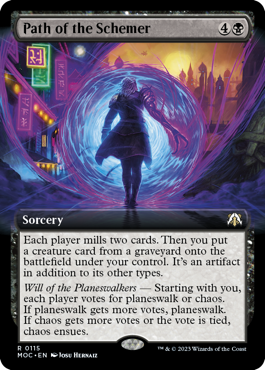 Path of the Schemer 4
Sorcery
Each player mills two cards. Then you put
a creature card from a graveyard onto the
battlefield under your control. It's an artifact
in addition to its other types.
Will of the Planeswalkers — Starting with you,
each player votes for planeswalk or chaos.
If planeswalk gets more votes, planeswalk.
If chaos gets more votes or the vote is tied,
chaos ensues.
R 0115
MOC • EN Josu Hernaiz ™ & © 2023 Wizards of the Coast